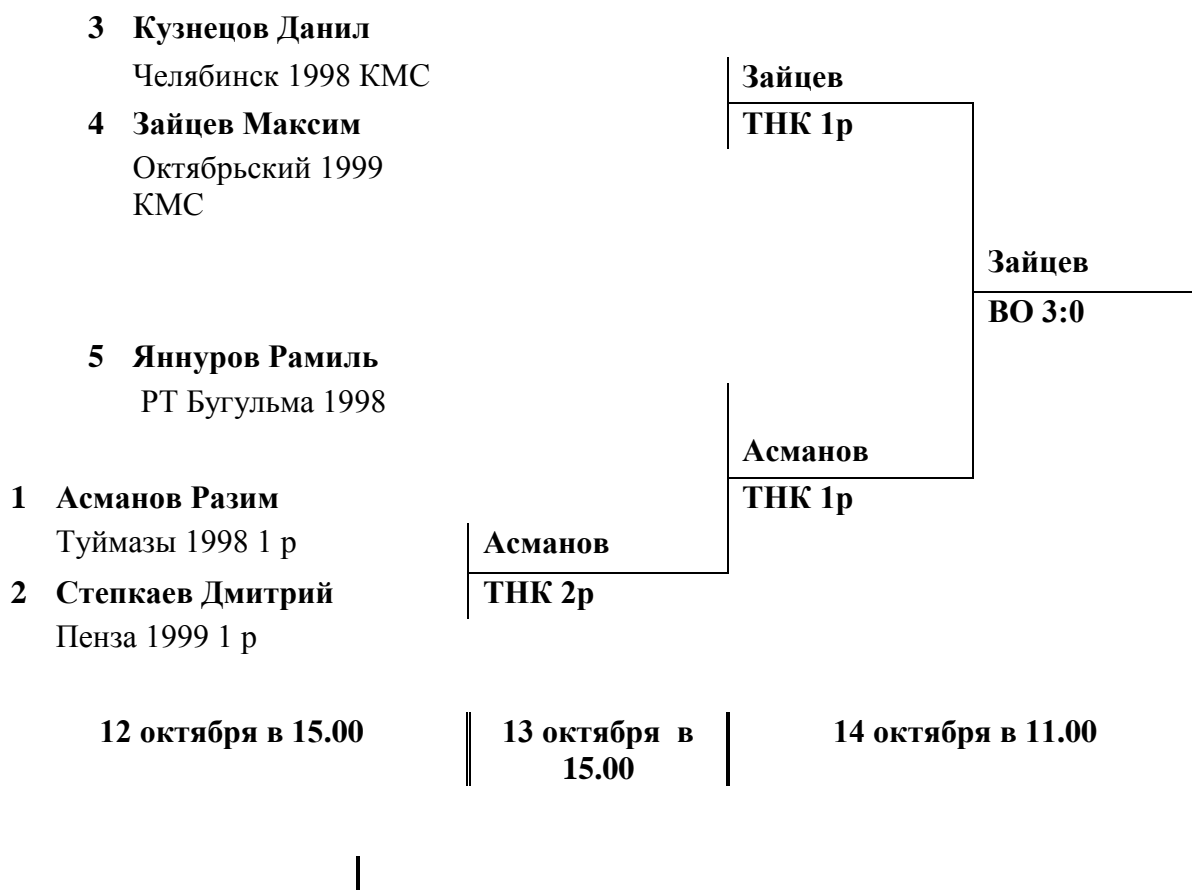 3 Кузнецов Данил
Челябинск 1998 КМС
Зайцев
4 Зайцев Максим
ТНК 1р
Октябрьский 1999
КМС
Зайцев
ВО 3:0
5 Яннуров Рамиль
РТ Бугульма 1998
Асманов
1 Асманов Разим
ТНК 1р
Туймазы 1998 1 р
Асманов
2 Степкаев Дмитрий
ТНК 2р
Пенза 1999 1 р
12 октября в 15.00
13 октября в
15.00
14 октября в 11.00